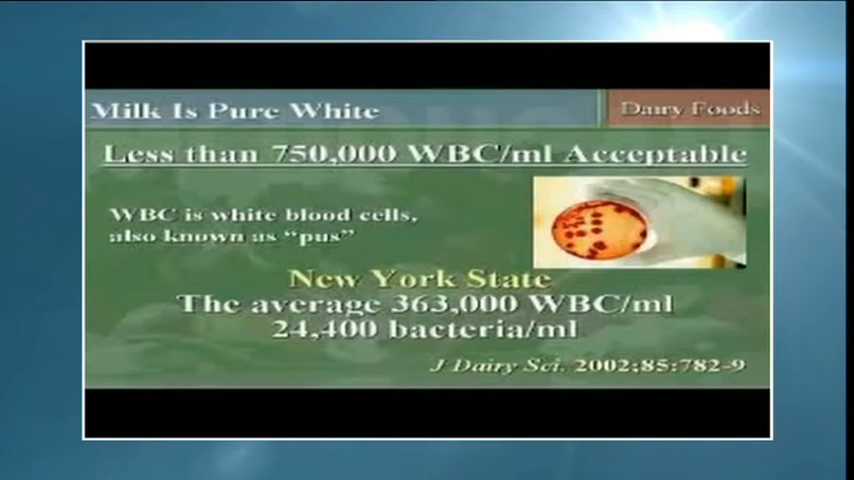 Milk Is Pure White
Dairy Foods
Less than 750,000 WBC/ml Acceptable
WBC is white blood cells,
also known as “pus”
New York State
The average 363,000 WBC/ml
24,400 bacteria/ml
J Dairy Sci. 2002;85:782-9